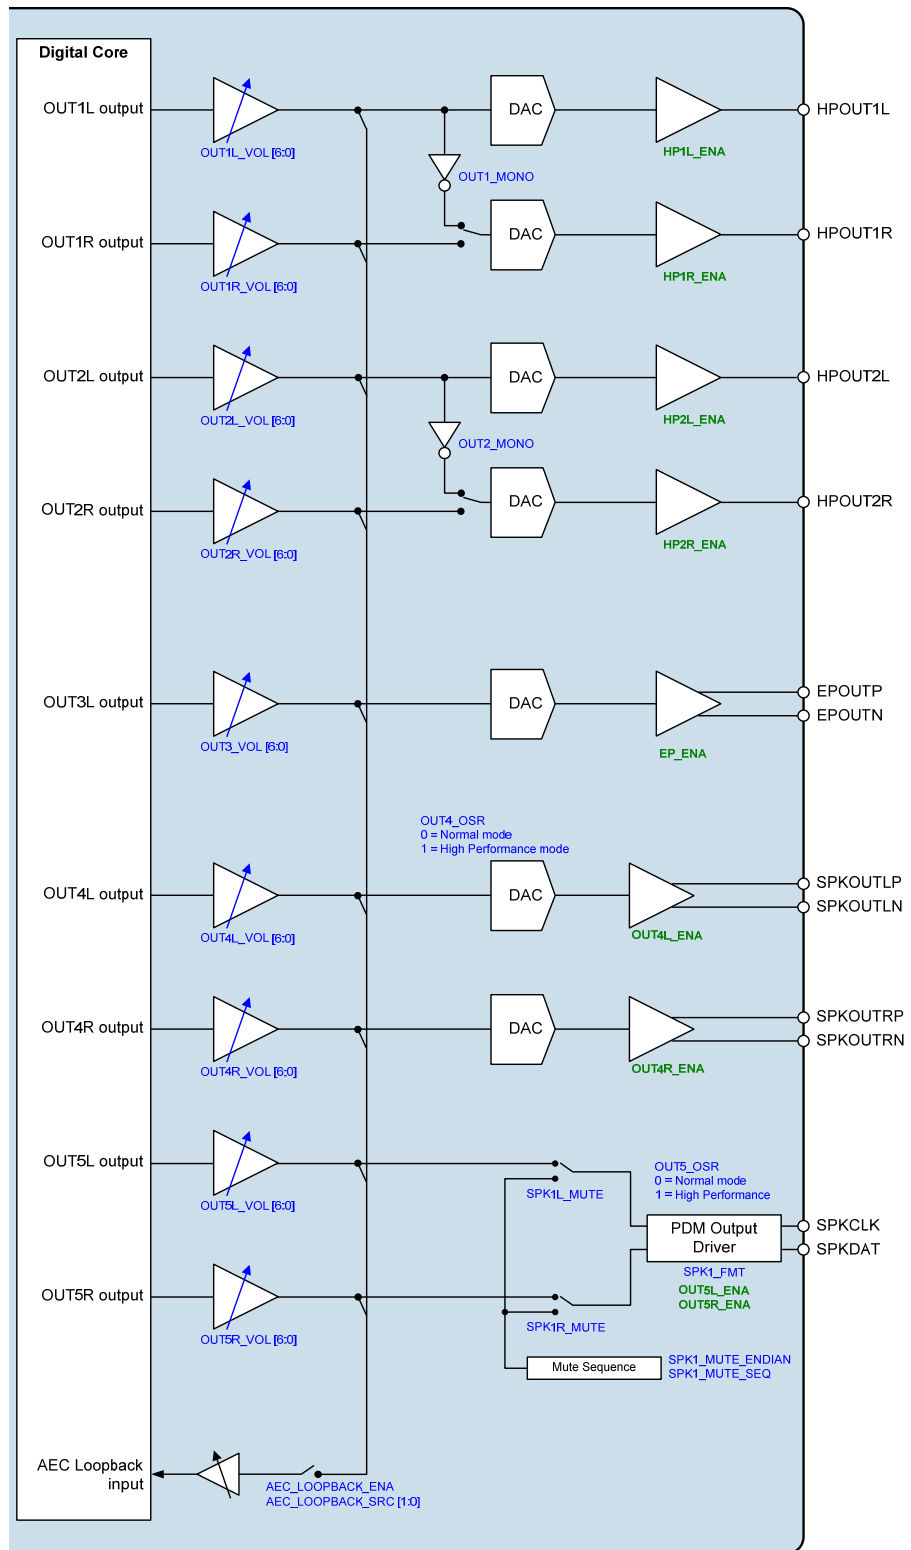 Digital Core
OUT1L output
OUT1L_VOL [6:0]
DAC
HP1L_ENA
HPOUT1L
OUT1_MONO
OUT1R output
OUT1R_VOL [6:0]
DAC
HP1R_ENA
HPOUT1R
OUT2L output
OUT2L_VOL [6:0]
DAC
HP2L_ENA
HPOUT2L
OUT2_MONO
OUT2R output
OUT2R_VOL [6:0]
DAC
HP2R_ENA
HPOUT2R
OUT3L output
OUT3_VOL [6:0]
DAC
EP_ENA
EPOUTP
EPOUTN
OUT4_OSR
0 = Normal mode
1 = High Performance mode
OUT4L output
OUT4L_VOL [6:0]
DAC
OUT4L_ENA
SPKOUTLP
SPKOUTLN
OUT4R output
OUT4R_VOL [6:0]
DAC
OUT4R_ENA
SPKOUTRP
SPKOUTRN
OUT5L output
OUT5L_VOL [6:0]
SPK1L_MUTE
OUT5_OSR
0 = Normal mode
1 = High Performance
PDM Output
Driver
SPKCLK
SPKDAT
SPK1_FMT
OUT5L_ENA
OUT5R_ENA
OUT5R output
OUT5R_VOL [6:0]
SPK1R_MUTE
Mute Sequence
SPK1_MUTE_ENDIAN
SPK1_MUTE_SEQ
AEC Loopback
input
AEC_LOOPBACK_ENA
AEC_LOOPBACK_SRC [1:0]